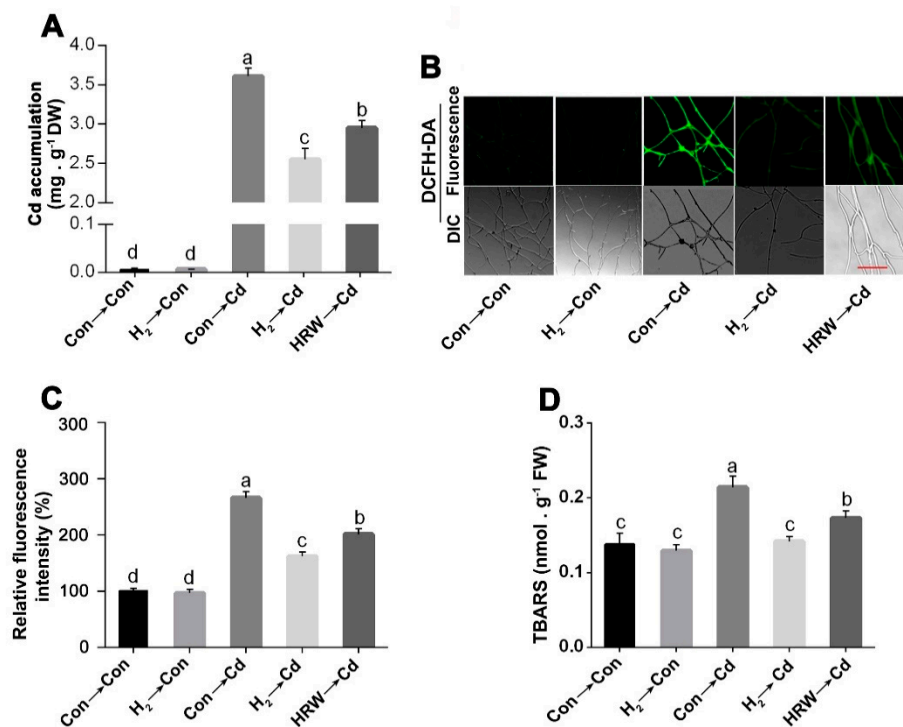 A
Cd accumulation
(mg . g⁻¹ DW)
4.0
3.5
3.0
2.5
2.0
0.1
0.0
d
d
a
c
b
Con→Con
H₂→Con
Con→Cd
H₂→Cd
HRW→Cd
B
DCFH-DA
Fluorescence
DIC
Con→Con
H₂→Con
Con→Cd
H₂→Cd
HRW→Cd
C
Relative fluorescence
intensity (%)
300
300
200
100
0
d
d
a
c
b
Con→Con
H₂→Con
Con→Cd
H₂→Cd
HRW→Cd
D
TBARS (nmol . g⁻¹ FW)
0.3
0.2
0.1
0.0
c
c
a
c
b
Con→Con
H₂→Con
Con→Cd
H₂→Cd
HRW→Cd